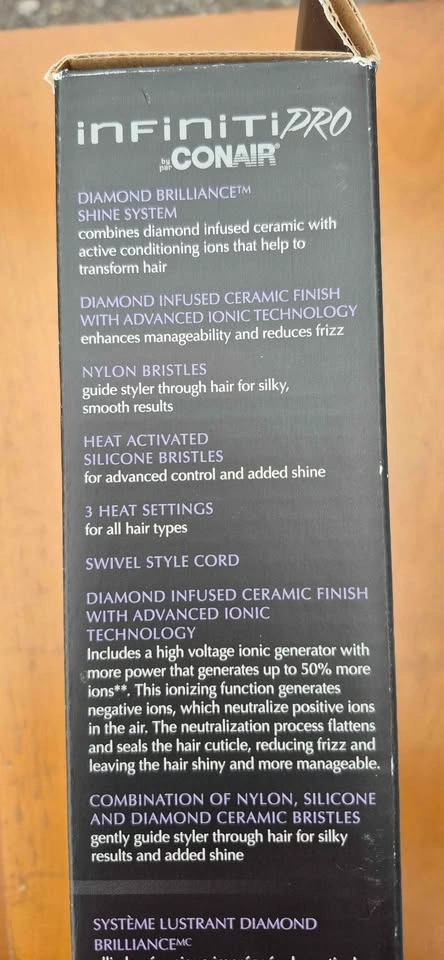 infiniTiPRO
by
par CONAIR®
DIAMOND BRILLIANCE™
SHINE SYSTEM
combines diamond infused ceramic with
active conditioning ions that help to
transform hair
DIAMOND INFUSED CERAMIC FINISH
WITH ADVANCED IONIC TECHNOLOGY
enhances manageability and reduces frizz
NYLON BRISTLES
guide styler through hair for silky,
smooth results
HEAT ACTIVATED
SILICONE BRISTLES
for advanced control and added shine
3 HEAT SETTINGS
for all hair types
SWIVEL STYLE CORD
DIAMOND INFUSED CERAMIC FINISH
WITH ADVANCED IONIC
TECHNOLOGY
Includes a high voltage ionic generator with
more power that generates up to 50% more
ions**. This ionizing function generates
negative ions, which neutralize positive ions
in the air. The neutralization process flattens
and seals the hair cuticle, reducing frizz and
leaving the hair shiny and more manageable.
COMBINATION OF NYLON, SILICONE
AND DIAMOND CERAMIC BRISTLES
gently guide styler through hair for silky
results and added shine
SYSTÈME LUSTRANT DIAMOND
BRILLIANCEᴹᶜ